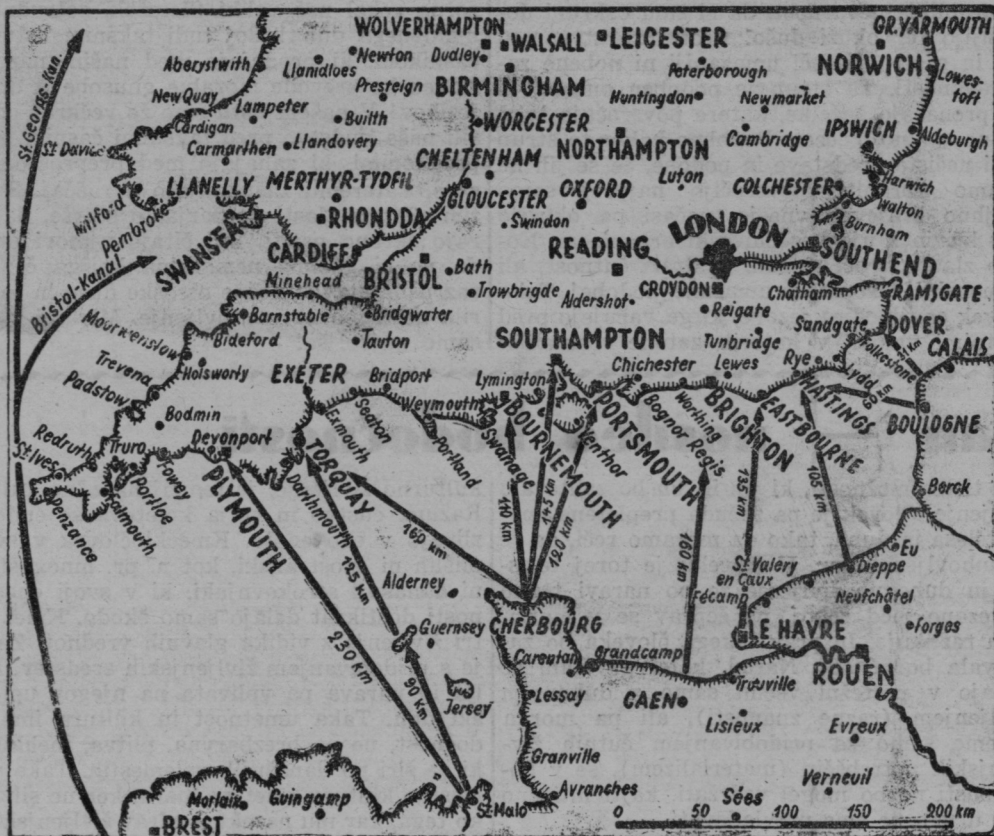 WOLVERHAMPTON
WALSALL
LEICESTER
GR.YARMOUTH
Aberystwith
Newton
Dudley
Peterborough
NORWICH
Llanidloes
Lowes-
toft
St.George-Kan.
New Quay
Presteign
BIRMINGHAM
Huntingdon
Newmarket
Lampeter
Cardigan
Builth
WORCESTER
IPSWICH
Aldeburgh
St Davids
Carmarthen
Llandovery
NORTHAMPTON
Cambridge
CHELTENHAM
LLANELLY
MERTHYR-TYDFIL
Luton
COLCHESTER
Harwich
Milford
GLOUCESTER
OXFORD
Walton
Pembroke
RHONDDA
Swindon
Burnham
SWANSEA
LONDON
CARDIFF
READING
SOUTHEND
Bristol-Kanal
BRISTOL
Minehead
Bath
CROYDON
Chatham
RAMSGATE
Trowbrigde
Aldershot
Barnstable
Bridgwater
Reigate
Mourwenslow
Sandgate
DOVER
Bideford
Tauton
SOUTHAMPTON
Tunbridge
Folkestone
CALAIS
Trevena
Chichester
Lewes
Rye
Lydd
Holsworty
EXETER
Bridport
Lymington
Padstow
BOULOGNE
Weymouth
Bodmin
Seaton
BOURNEMOUTH
PORTSMOUTH
Bognor Regis
Worthing
BRIGHTON
EASTBOURNE
HASTINGS
Redruth
Devonport
Exmouth
Portland
Swanage
Venthor
St Ives
Truro
Fowey
Portloe
PLYMOUTH
TORQUAY
Darlhmouth
Falmouth
Penzance
110 km
145 km
120 km
135 km
105 km
Berck
160 km
160 km
St Valery
en Caux
Eu
Dieppe
125 km
Alderney
Fécamp
Neufchâtel
Guernsey
CHERBOURG
LE HAVRE
Forges
230 km
Carentan
Grandcamp
ROUEN
90 km
Trutville
Jersey
Lessay
CAEN
Lisieux
Evreux
Granville
Morlaix
Guingamp
St Malo
Avranches
Sées
Verneuil
BREST
0 50 100 200 km